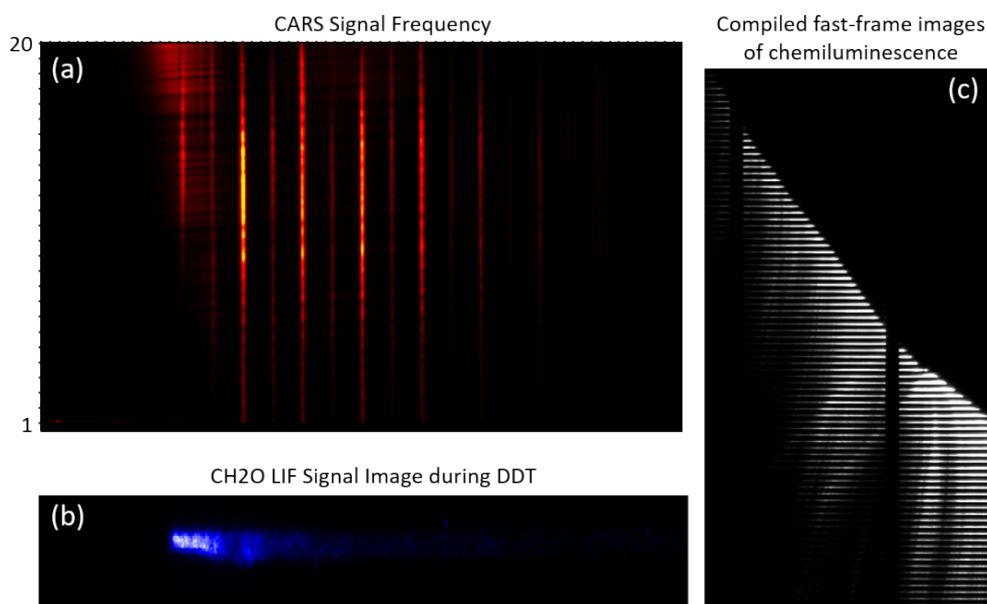 CARS Signal Frequency
20
(a)
1
CH2O LIF Signal Image during DDT
(b)
Compiled fast-frame images
of chemiluminescence
(c)